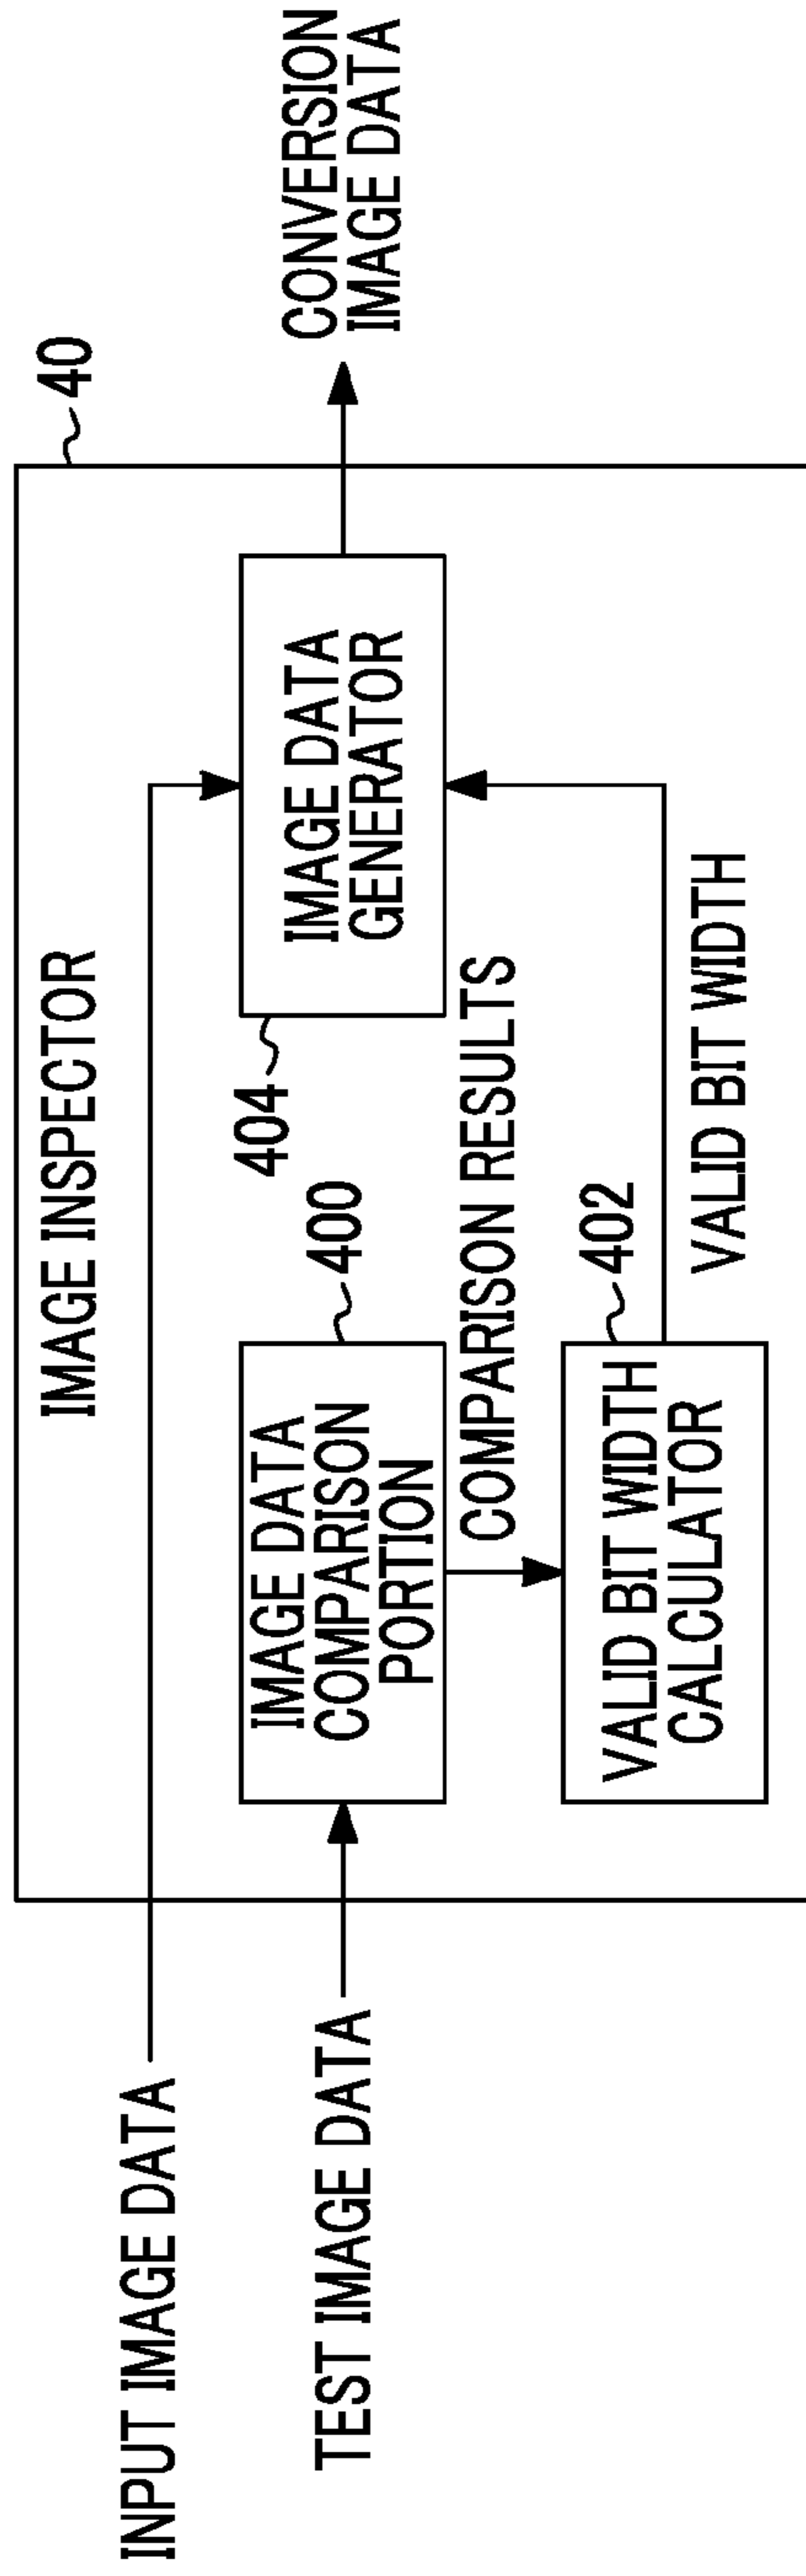 IMAGE INSPECTOR
40
INPUT IMAGE DATA
TEST IMAGE DATA
IMAGE DATA
COMPARISON
PORTION
400
404
IMAGE DATA
GENERATOR
CONVERSION
IMAGE DATA
COMPARISON RESULTS
VALID BIT WIDTH
CALCULATOR
402
VALID BIT WIDTH